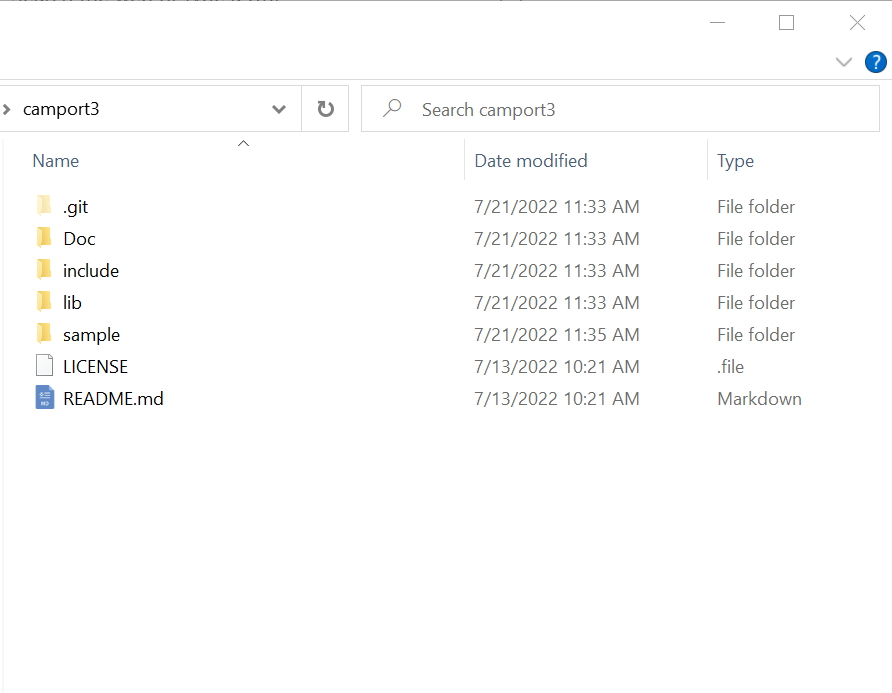 ?
camport3
Search camport3
Name Date modified Type
.git 7/21/2022 11:33 AM File folder
Doc 7/21/2022 11:33 AM File folder
include 7/21/2022 11:33 AM File folder
lib 7/21/2022 11:33 AM File folder
sample 7/21/2022 11:35 AM File folder
LICENSE 7/13/2022 10:21 AM .file
README.md 7/13/2022 10:21 AM Markdown